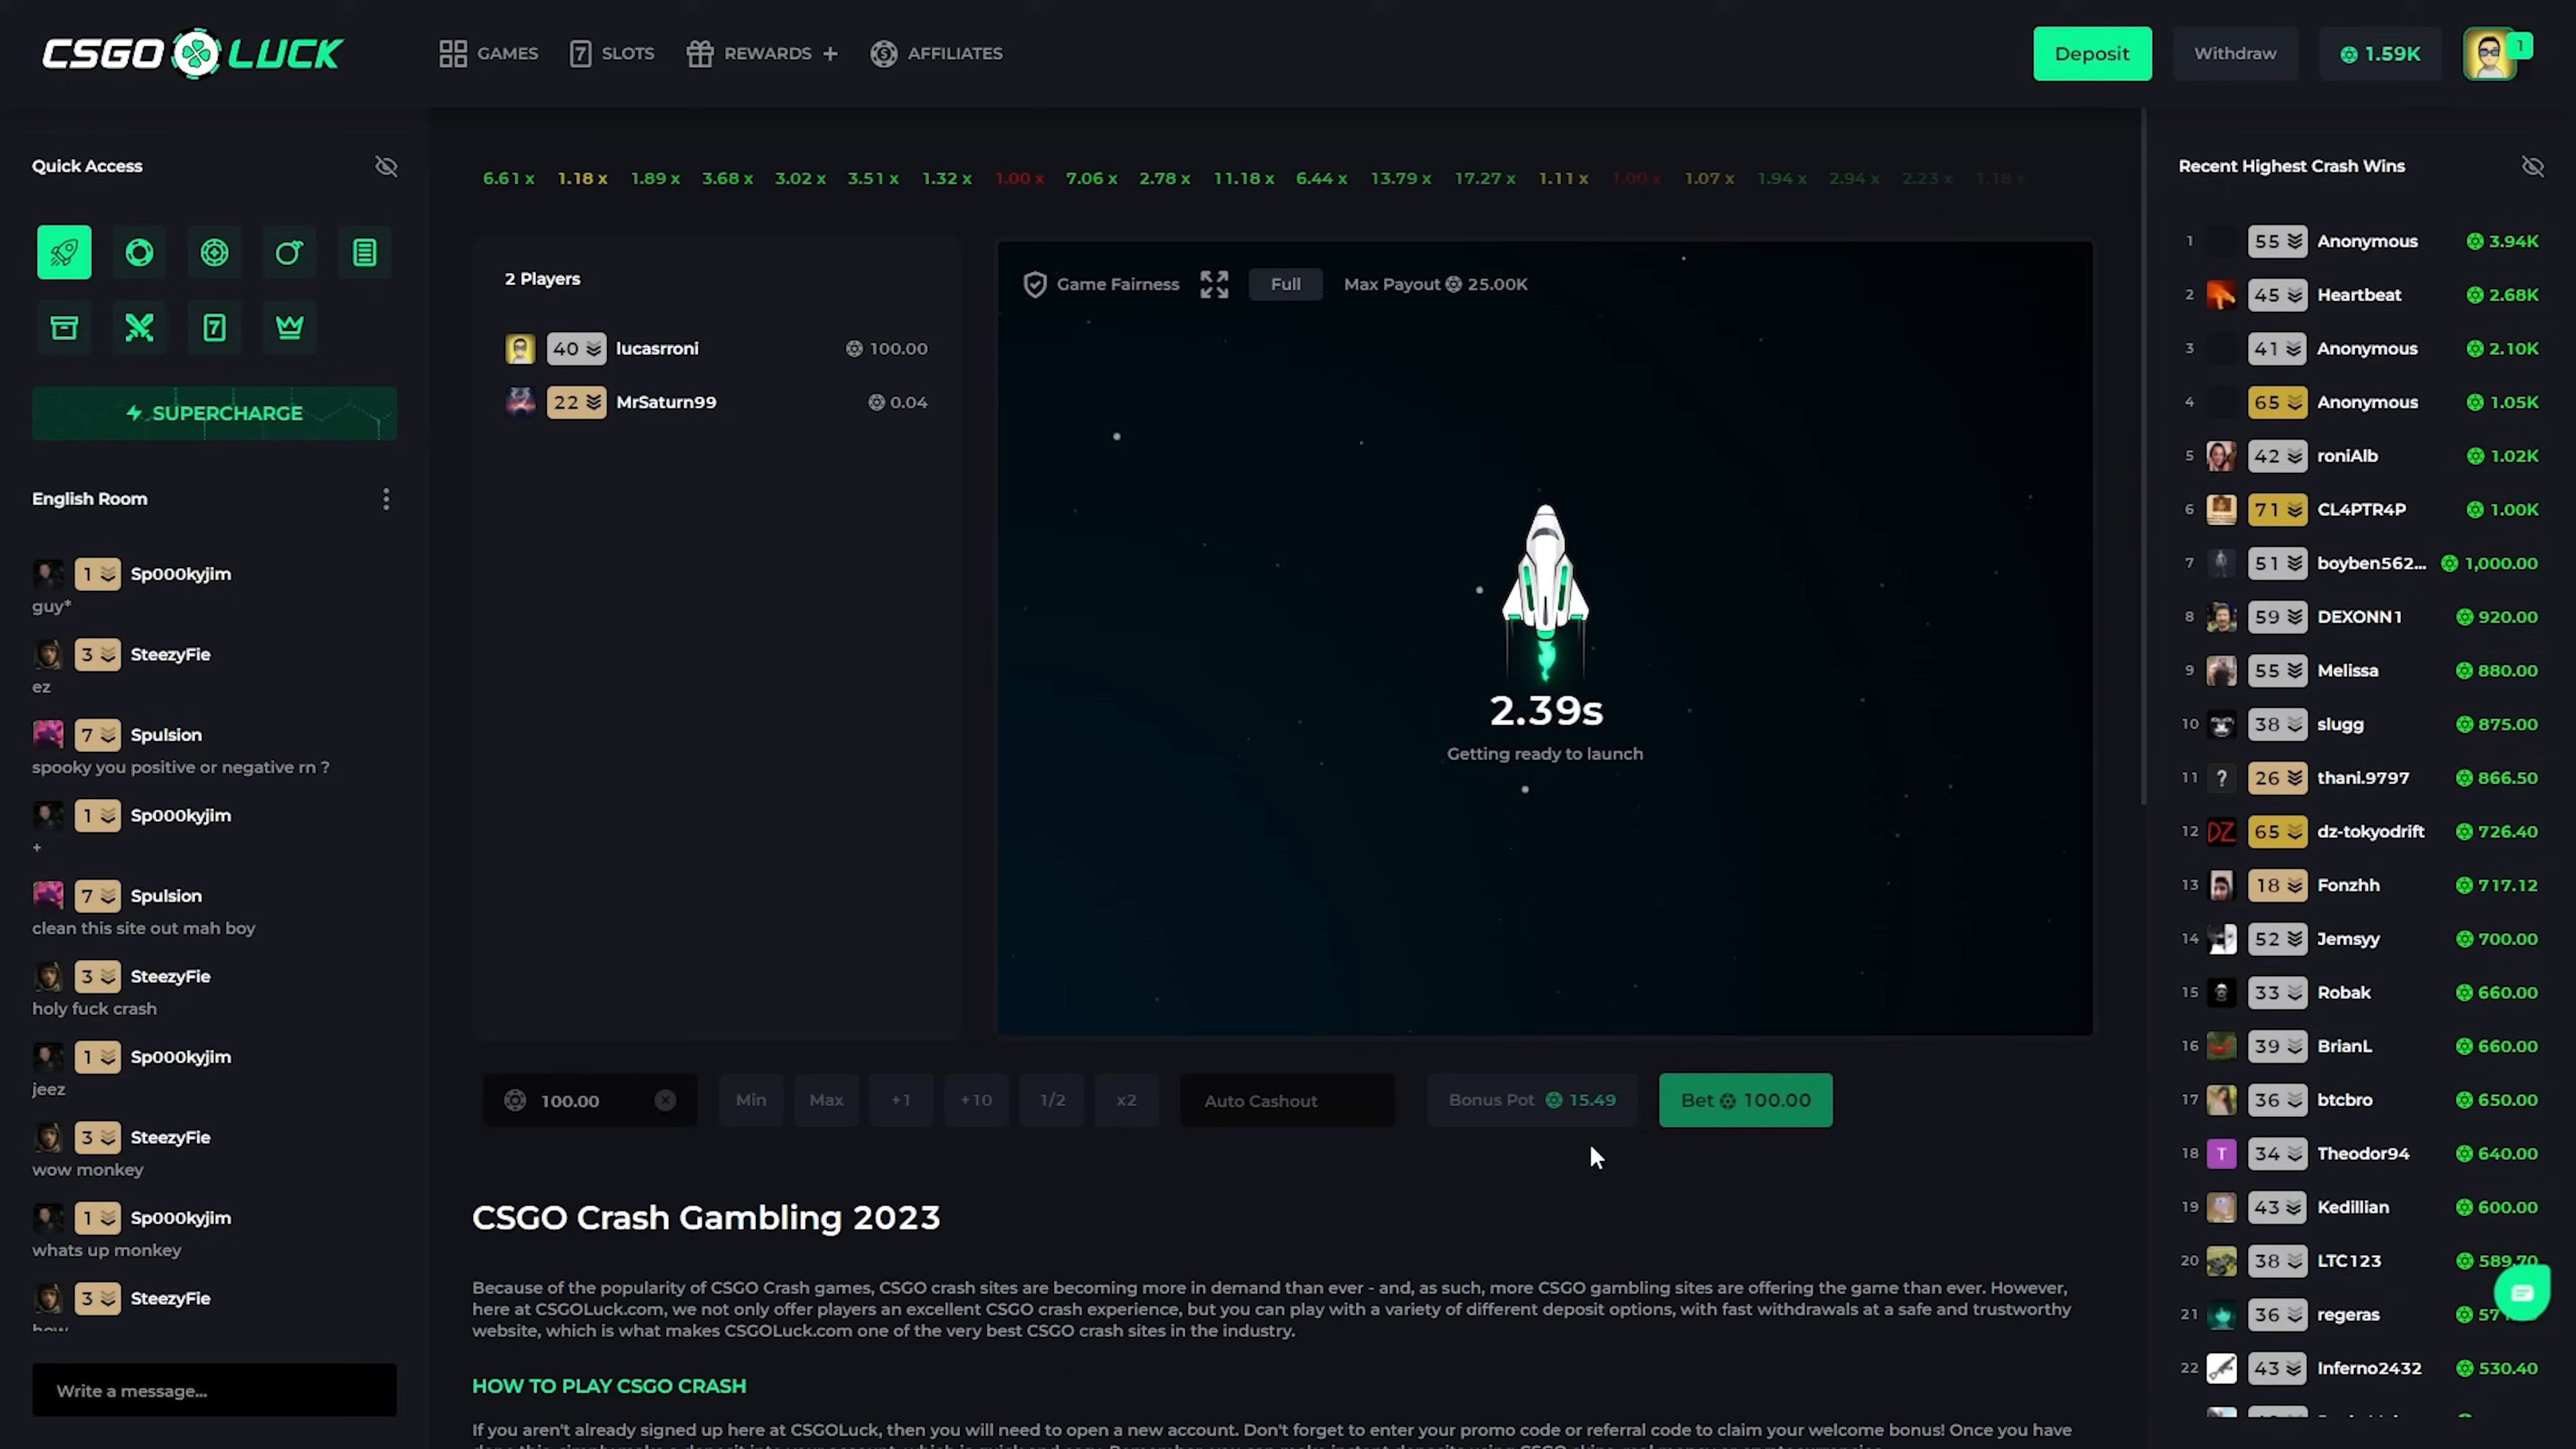 CSGO LUCK
GAMES
7 SLOTS
REWARDS +
AFFILIATES
Deposit
Withdraw
1.59K
1
Quick Access
7
SUPERCHARGE
English Room
1 Sp000kyjim
guy*
3 SteezyFie
ez
7 Spulsion
spooky you positive or negative rn ?
1 Sp000kyjim
+
7 Spulsion
clean this site out mah boy
3 SteezyFie
holy fuck crash
1 Sp000kyjim
jeez
3 SteezyFie
wow monkey
1 Sp000kyjim
whats up monkey
3 SteezyFie
Write a message...
6.61 x 1.18 x 1.89 x 3.68 x 3.02 x 3.51 x 1.32 x 1.00 x 7.06 x 2.78 x 11.18 x 6.44 x 13.79 x 17.27 x 1.11 x 1.00 x 1.07 x 1.94 x 2.94 x 2.23 x 1.18 x
2 Players
40 lucasrroni 100.00
22 MrSaturn99 0.04
Game Fairness Full Max Payout 25.00K
2.39s
Getting ready to launch
100.00 Min Max +1 +10 1/2 x2 Auto Cashout Bonus Pot 15.49 Bet 100.00
CSGO Crash Gambling 2023
Because of the popularity of CSGO Crash games, CSGO crash sites are becoming more in demand than ever - and, as such, more CSGO gambling sites are offering the game than ever. However,
here at CSGOLuck.com, we not only offer players an excellent CSGO crash experience, but you can play with a variety of different deposit options, with fast withdrawals at a safe and trustworthy
website, which is what makes CSGOLuck.com one of the very best CSGO crash sites in the industry.
HOW TO PLAY CSGO CRASH
If you aren't already signed up here at CSGOLuck, then you will need to open a new account. Don't forget to enter your promo code or referral code to claim your welcome bonus! Once you have
Recent Highest Crash Wins
1 55 Anonymous 3.94K
2 45 Heartbeat 2.68K
3 41 Anonymous 2.10K
4 65 Anonymous 1.05K
5 42 roniAlb 1.02K
6 71 CL4PTR4P 1.00K
7 51 boyben562... 1,000.00
8 59 DEXONN1 920.00
9 55 Melissa 880.00
10 38 slugg 875.00
11 ? 26 thani.9797 866.50
12 DZ 65 dz-tokyodrift 726.40
13 18 Fonzhh 717.12
14 52 Jemsyy 700.00
15 33 Robak 660.00
16 39 BrianL 660.00
17 36 btcbro 650.00
18 T 34 Theodor94 640.00
19 43 Kedillian 600.00
20 38 LTC123 589.70
21 36 regeras
22 43 Inferno2432 530.40